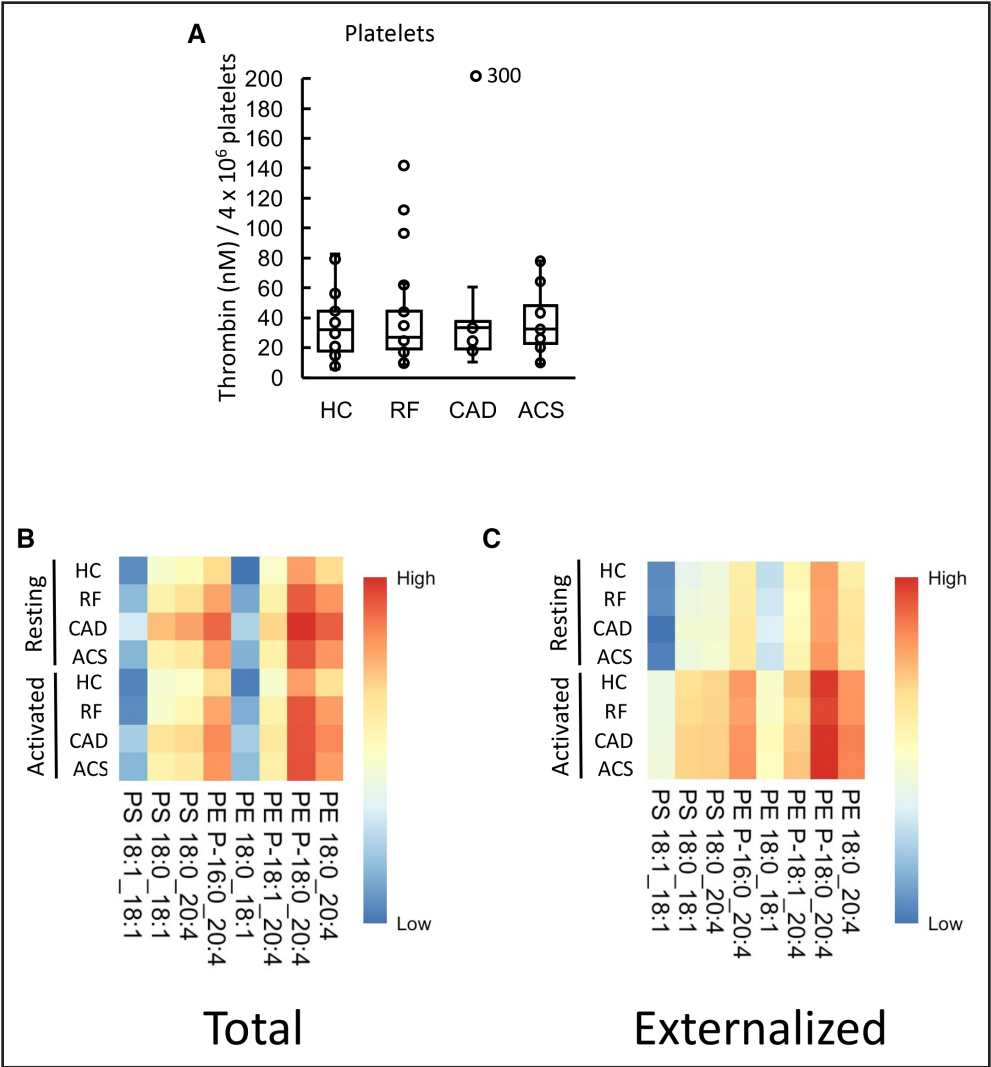 A
Platelets
Thrombin (nM) / 4 x 10⁶ platelets
200
180
160
140
120
100
80
60
40
20
0
300
HC RF CAD ACS
B
Resting
HC
RF
CAD
ACS
Activated
HC
RF
CAD
ACS
PS 18:1_18:1
PS 18:0_18:1
PS 18:0_20:4
PE P-16:0_20:4
PE 18:0_18:1
PE P-18:1_20:4
PE P-18:0_20:4
PE 18:0_20:4
High
Low
Total
C
Resting
HC
RF
CAD
ACS
Activated
HC
RF
CAD
ACS
PS 18:1_18:1
PS 18:0_18:1
PS 18:0_20:4
PE P-16:0_20:4
PE 18:0_18:1
PE P-18:1_20:4
PE P-18:0_20:4
PE 18:0_20:4
High
Low
Externalized